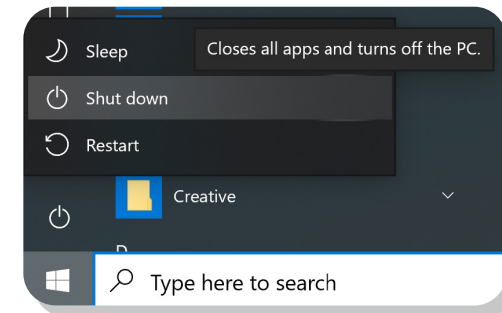 Sleep
Closes all apps and turns off the PC.
Shut down
Restart
Creative
Type here to search